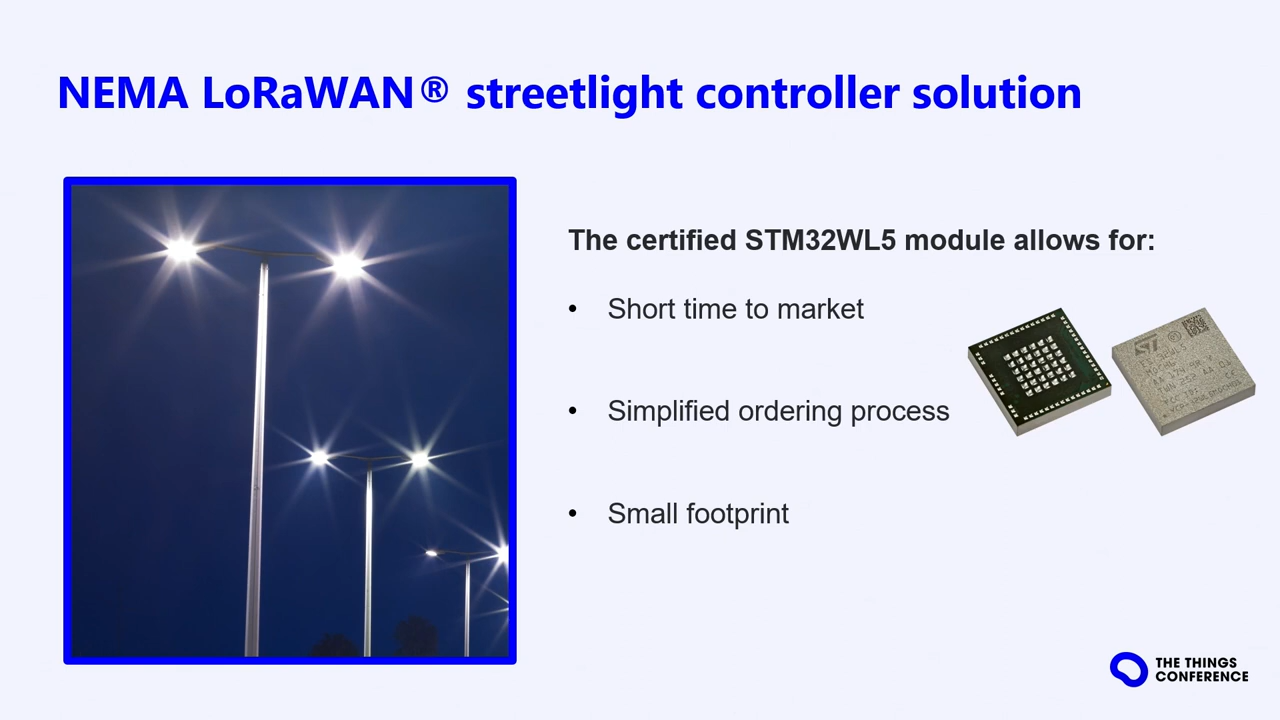 NEMA LoRaWAN® streetlight controller solution
The certified STM32WL5 module allows for:
• Short time to market
• Simplified ordering process
• Small footprint
ST
THE THINGS
CONFERENCE